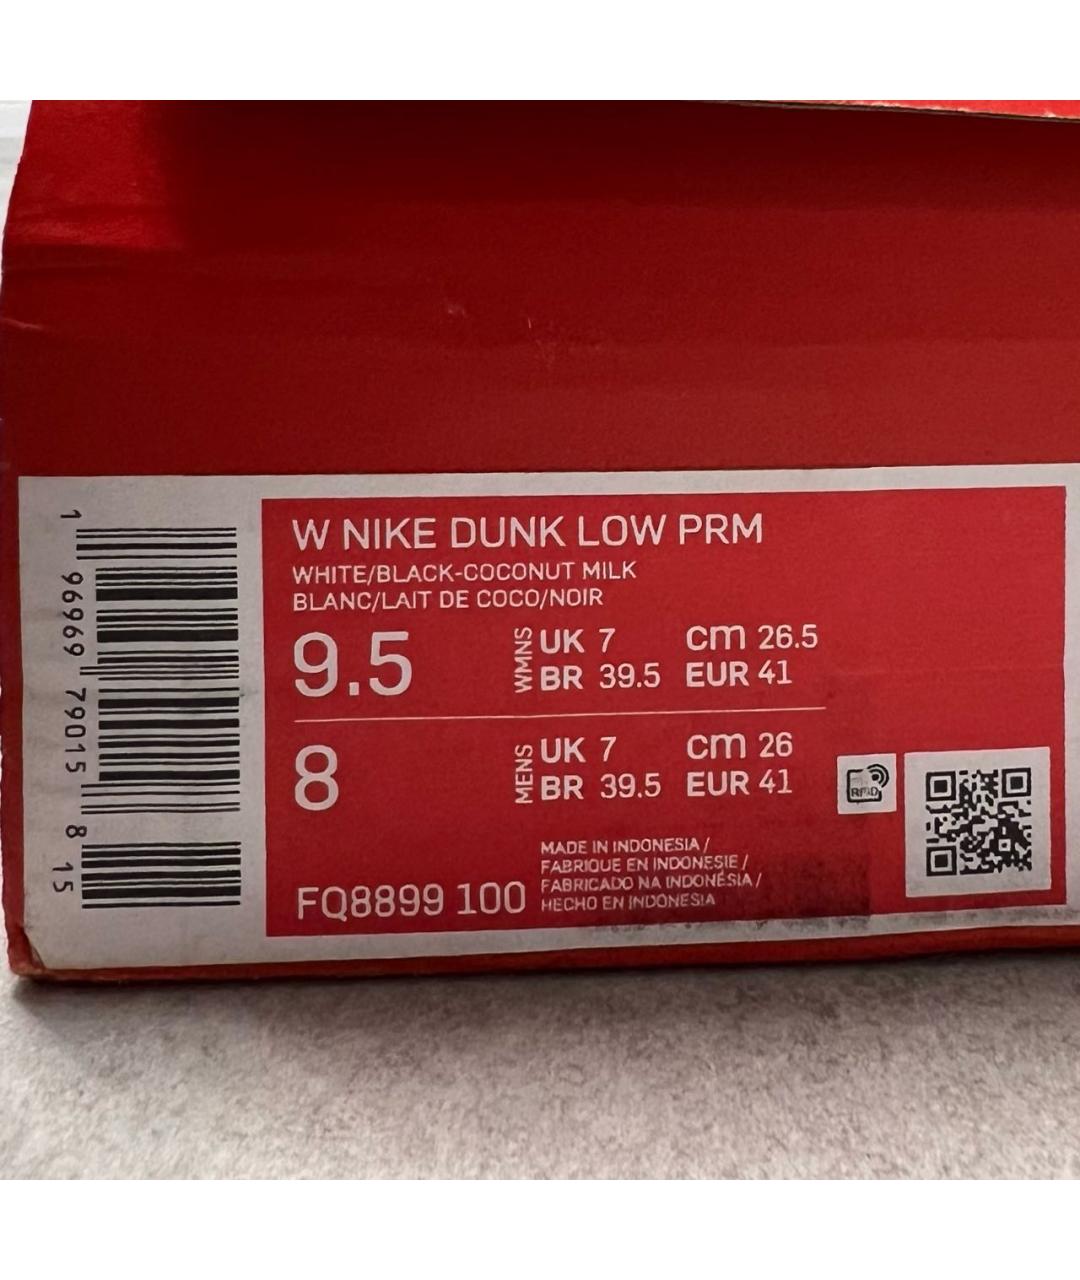 W NIKE DUNK LOW PRM
WHITE/BLACK-COCONUT MILK
BLANC/LAIT DE COCO/NOIR
9.5 WMNS UK 7 cm 26.5
BR 39.5 EUR 41
8 MENS UK 7 cm 26
BR 39.5 EUR 41
MADE IN INDONESIA /
FABRIQUE EN INDONESIE /
FABRICADO NA INDONÉSIA /
HECHO EN INDONESIA
FQ8899 100
RFID
1 96969 79015 8 15